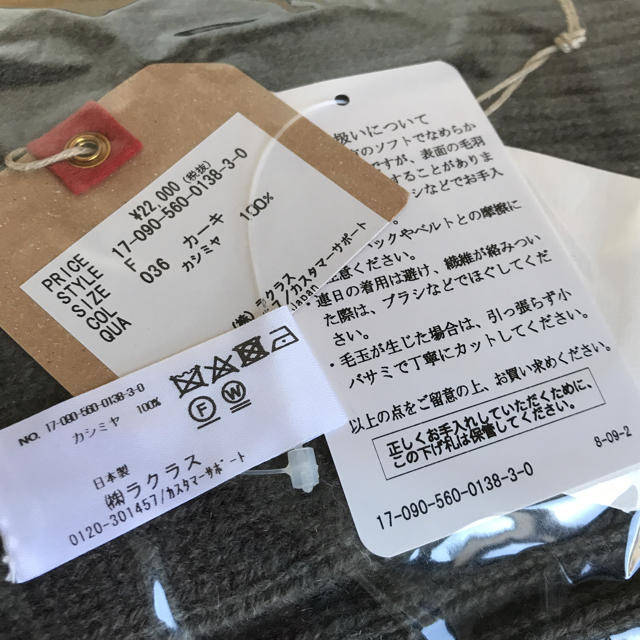 PRICE ¥22,000 (税抜)
STYLE 17-090-560-0138-3-0
SIZE F
COL 036 カーキ
QUA カシミヤ 100%
㈱ラクラス
/カスタマーサポート
NO. 17-090-560-0138-3-0
カシミヤ 100%
日本製
㈱ラクラス
0120-301457/カスタマーサポート
扱いについて
のソフトでなめらか
ですが、表面の毛羽
することがありま
シなどでお手入
ックやベルトとの摩擦に
意ください。
連日の着用は避け、繊維が絡みつい
た際は、ブラシなどでほぐしてくだ
さい。
・毛玉が生じた場合は、引っ張らず小
バサミで丁寧にカットしてください。
以上の点をご留意の上、お買い求めください。
正しくお手入れしていただくために、
この下げ札は保管してください。
8-09-2
17-090-560-0138-3-0